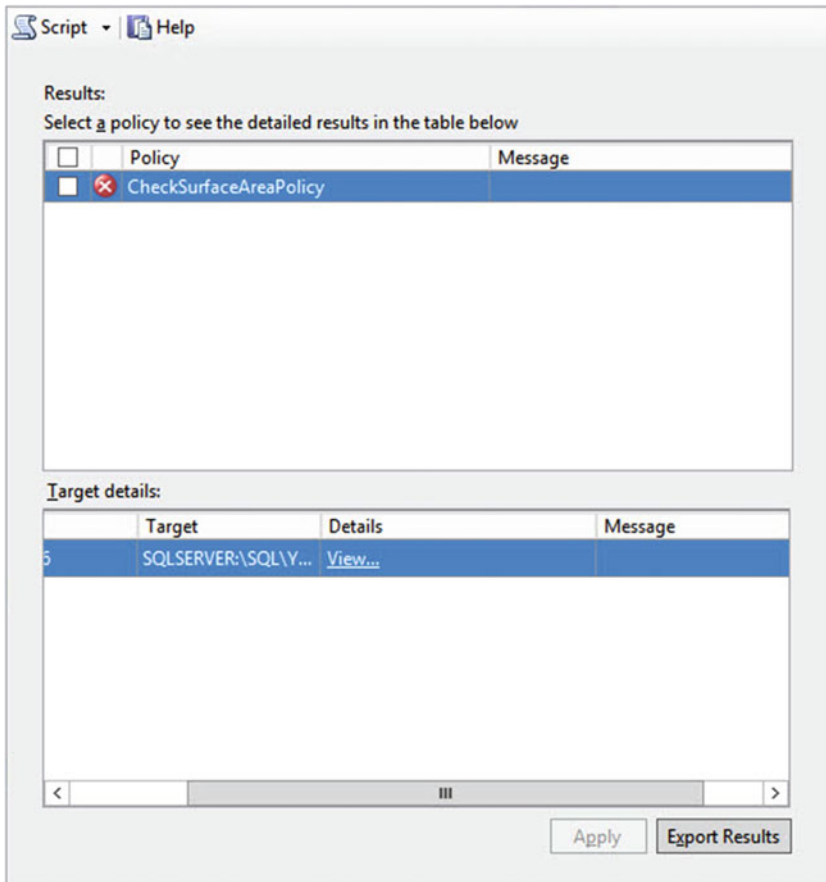 Script Help
Results:
Select a policy to see the detailed results in the table below
Policy Message
CheckSurfaceAreaPolicy
Target details:
Target Details Message
SQLSERVER:\SQL\Y... View...
Apply Export Results